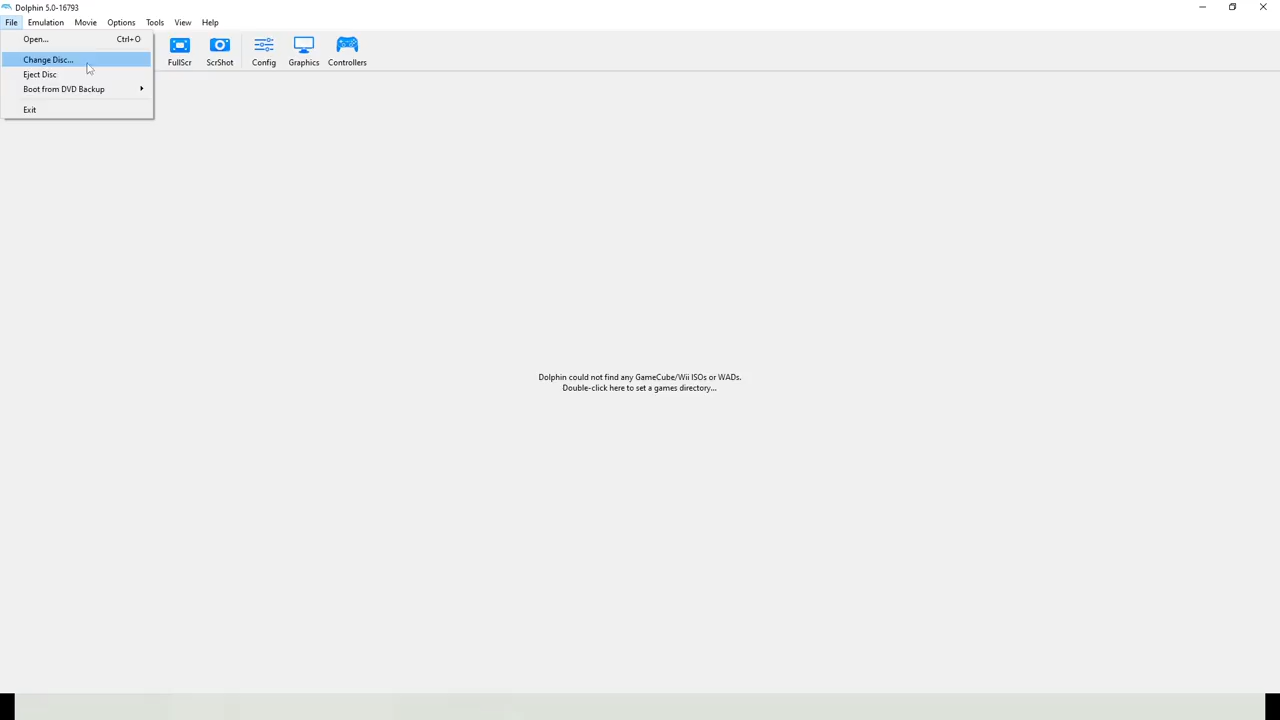 Dolphin 5.0-16793
File Emulation Movie Options Tools View Help
Open... Ctrl+O
Change Disc...
Eject Disc
Boot from DVD Backup
Exit
FullScr ScrShot Config Graphics Controllers
Dolphin could not find any GameCube/Wii ISOs or WADs.
Double-click here to set a games directory...